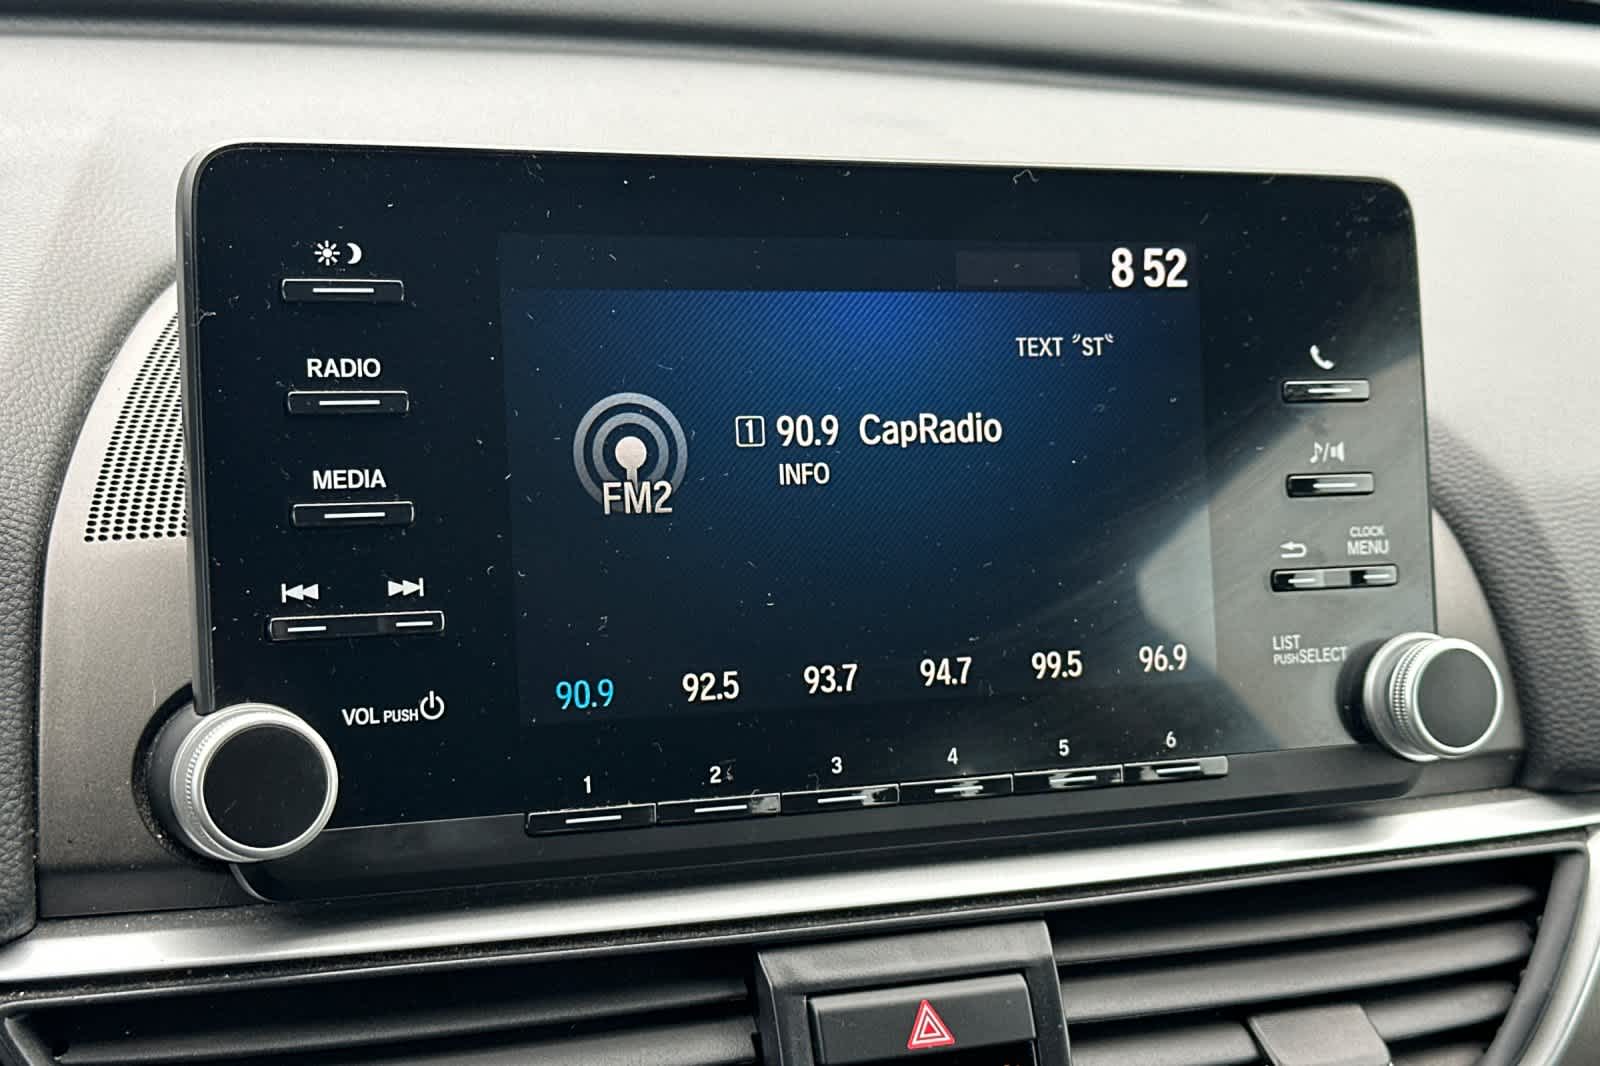 8 52
RADIO
TEXT "ST"
1 90.9 CapRadio
INFO
MEDIA
FM2
CLOCK
MENU
LIST
PUSH SELECT
90.9 92.5 93.7 94.7 99.5 96.9
VOL PUSH
1 2 3 4 5 6